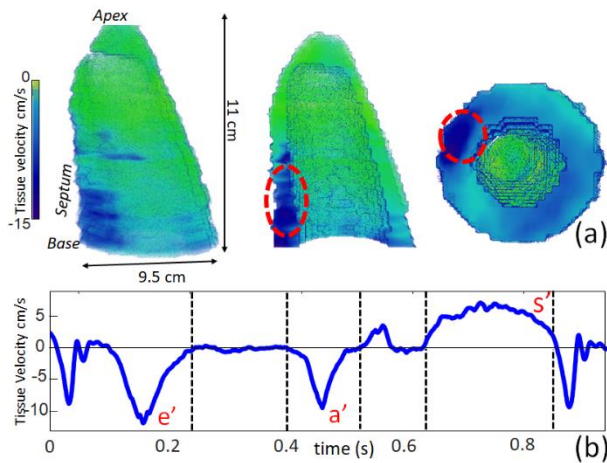 Apex
0
Tissue velocity cm/s
-15
Septum
Base
11 cm
9.5 cm
(a)
Tissue Velocity cm/s
5
0
-5
-10
e'
a'
S'
0
0.2
0.4
time (s)
0.6
0.8
(b)